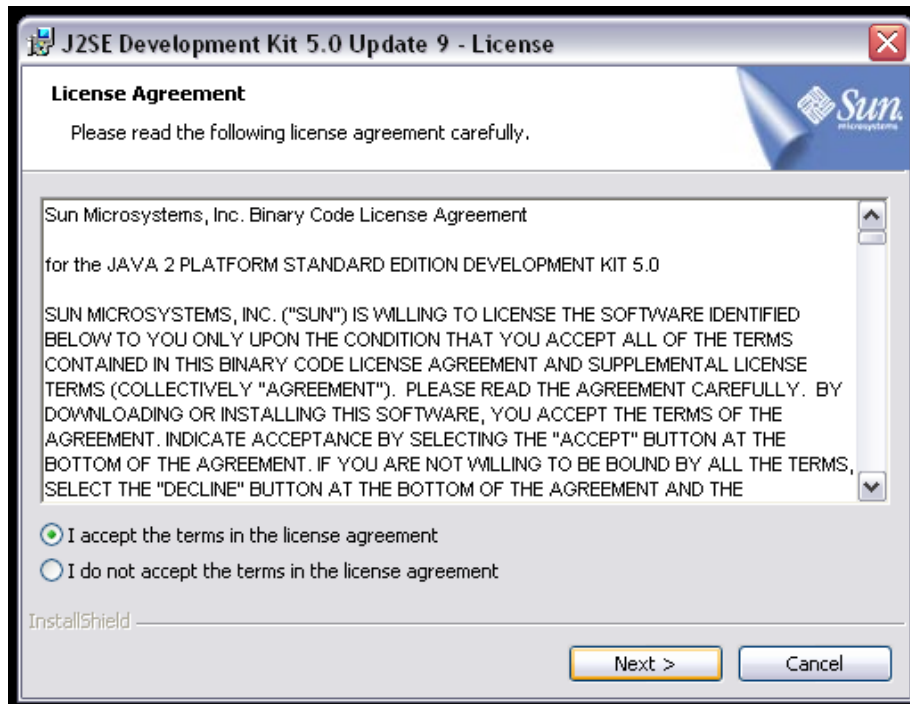 J2SE Development Kit 5.0 Update 9 - License
License Agreement
Please read the following license agreement carefully.
Sun
microsystems
Sun Microsystems, Inc. Binary Code License Agreement
for the JAVA 2 PLATFORM STANDARD EDITION DEVELOPMENT KIT 5.0
SUN MICROSYSTEMS, INC. ("SUN") IS WILLING TO LICENSE THE SOFTWARE IDENTIFIED
BELOW TO YOU ONLY UPON THE CONDITION THAT YOU ACCEPT ALL OF THE TERMS
CONTAINED IN THIS BINARY CODE LICENSE AGREEMENT AND SUPPLEMENTAL LICENSE
TERMS (COLLECTIVELY "AGREEMENT").  PLEASE READ THE AGREEMENT CAREFULLY.  BY
DOWNLOADING OR INSTALLING THIS SOFTWARE, YOU ACCEPT THE TERMS OF THE
AGREEMENT. INDICATE ACCEPTANCE BY SELECTING THE "ACCEPT" BUTTON AT THE
BOTTOM OF THE AGREEMENT. IF YOU ARE NOT WILLING TO BE BOUND BY ALL THE TERMS,
SELECT THE "DECLINE" BUTTON AT THE BOTTOM OF THE AGREEMENT AND THE
I accept the terms in the license agreement
I do not accept the terms in the license agreement
InstallShield
Next >
Cancel